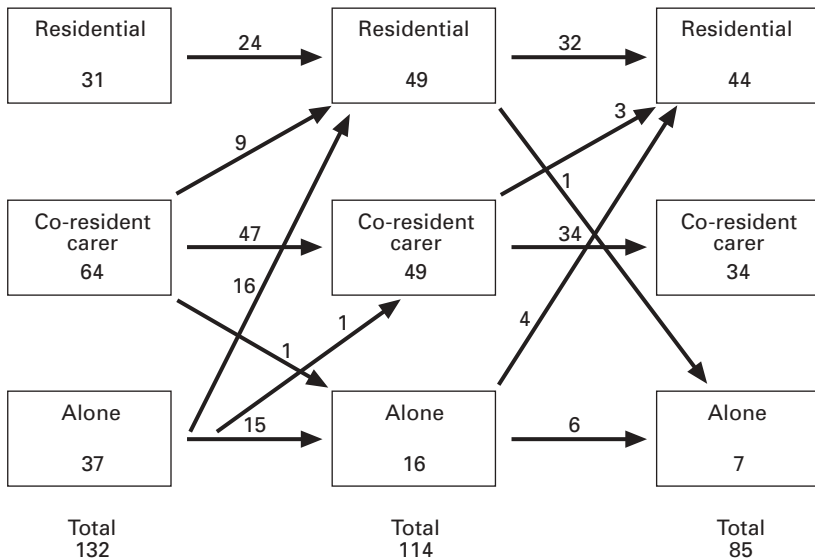 Residential
31
24
Residential
49
32
Residential
44
9
3
1
Co-resident
carer
64
47
Co-resident
carer
49
34
Co-resident
carer
34
16
1
1
4
Alone
37
15
Alone
16
6
Alone
7
Total
132
Total
114
Total
85